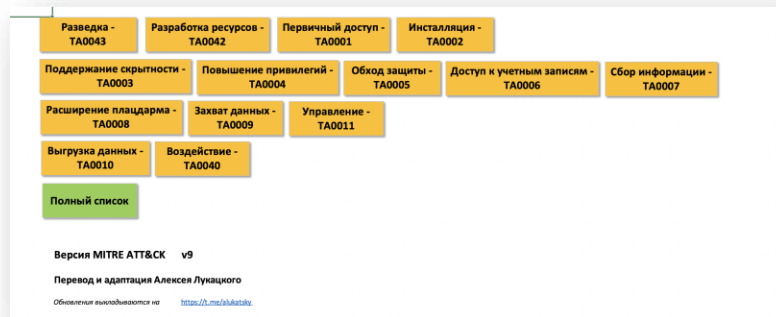 Разведка - TA0043
Разработка ресурсов - TA0042
Первичный доступ - TA0001
Инсталляция - TA0002
Поддержание скрытности - TA0003
Повышение привилегий - TA0004
Обход защиты - TA0005
Доступ к учетным записям - TA0006
Сбор информации - TA0007
Расширение плацдарма - TA0008
Захват данных - TA0009
Управление - TA0011
Выгрузка данных - TA0010
Воздействие - TA0040
Полный список
Версия MITRE ATT&CK v9
Перевод и адаптация Алексея Лукацкого
Обновления выкладываются на https://t.me/alukatsky